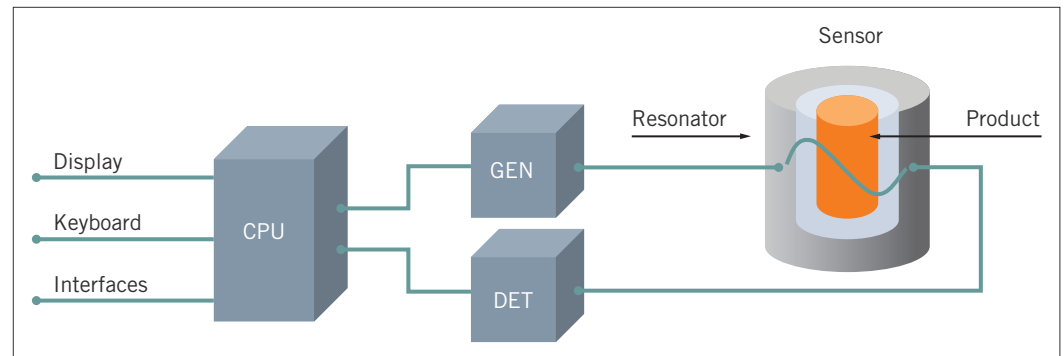 Sensor
Resonator
Product
Display
GEN
Keyboard
CPU
Interfaces
DET